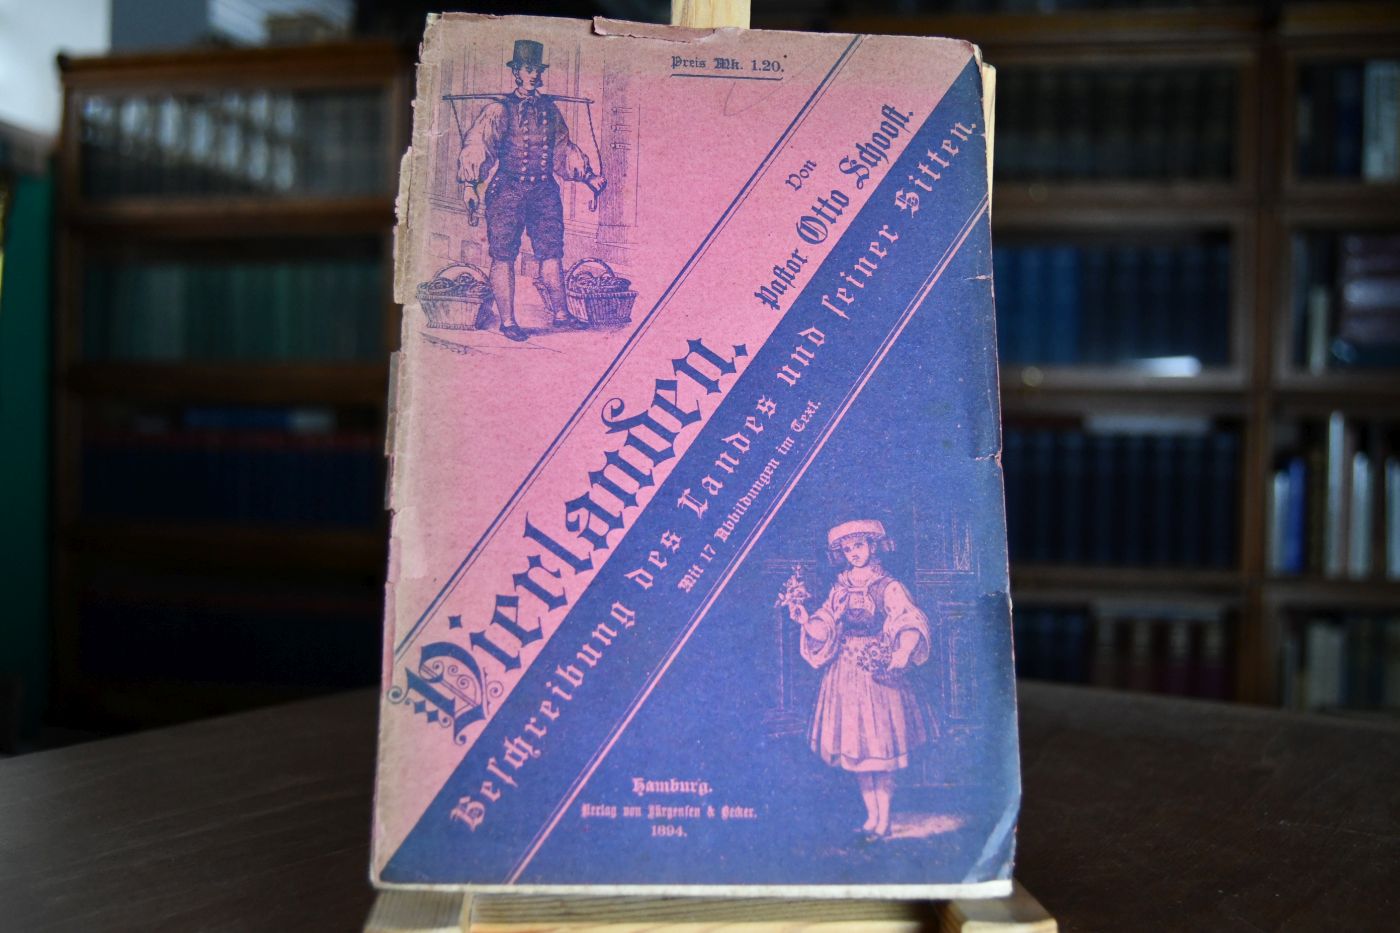 Preis Mk. 1.20.
Vierlanden.
Von
Pastor Otto Schoost.
Beschreibung des Landes und seiner Sitten.
Mit 17 Abbildungen im Text.
Hamburg.
Verlag von Jürgensen & Becker.
1894.